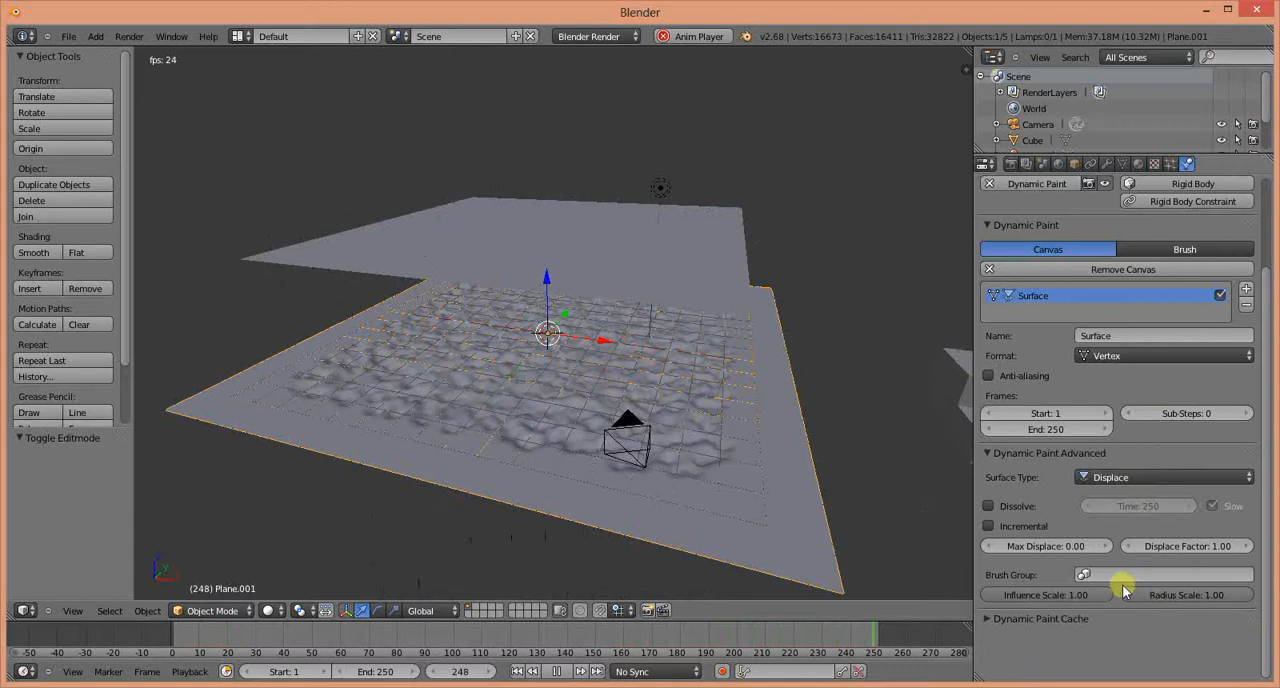 Blender
File Add Render Window Help Default Scene Blender Render Anim Player v2.68 | Verts:16673 | Faces:16411 | Tris:32822 | Objects:1/5 | Lamps:0/1 | Mem:37.18M (10.32M) | Plane.001
Object Tools
fps: 24
View Search All Scenes
Transform:
Translate
Rotate
Scale
Origin
Object:
Duplicate Objects
Delete
Join
Shading:
Smooth Flat
Keyframes:
Insert Remove
Motion Paths:
Calculate Clear
Repeat:
Repeat Last
History...
Grease Pencil:
Draw Line
Toggle Editmode
Scene
RenderLayers
World
Camera
Cube
Dynamic Paint Rigid Body
Rigid Body Constraint
Dynamic Paint
Canvas Brush
Remove Canvas
Surface
Name: Surface
Format: Vertex
Anti-aliasing
Frames:
Start: 1 Sub-Steps: 0
End: 250
Dynamic Paint Advanced
Surface Type: Displace
Dissolve: Time: 250 Slow
Incremental
Max Displace: 0.00 Displace Factor: 1.00
Brush Group:
Influence Scale: 1.00 Radius Scale: 1.00
Dynamic Paint Cache
(248) Plane.001
View Select Object Object Mode Global
-50 -40 -30 -20 -10 0 10 20 30 40 50 60 70 80 90 100 110 120 130 140 150 160 170 180 190 200 210 220 230 240 250 260 270 280
View Marker Frame Playback Start: 1 End: 250 248 No Sync